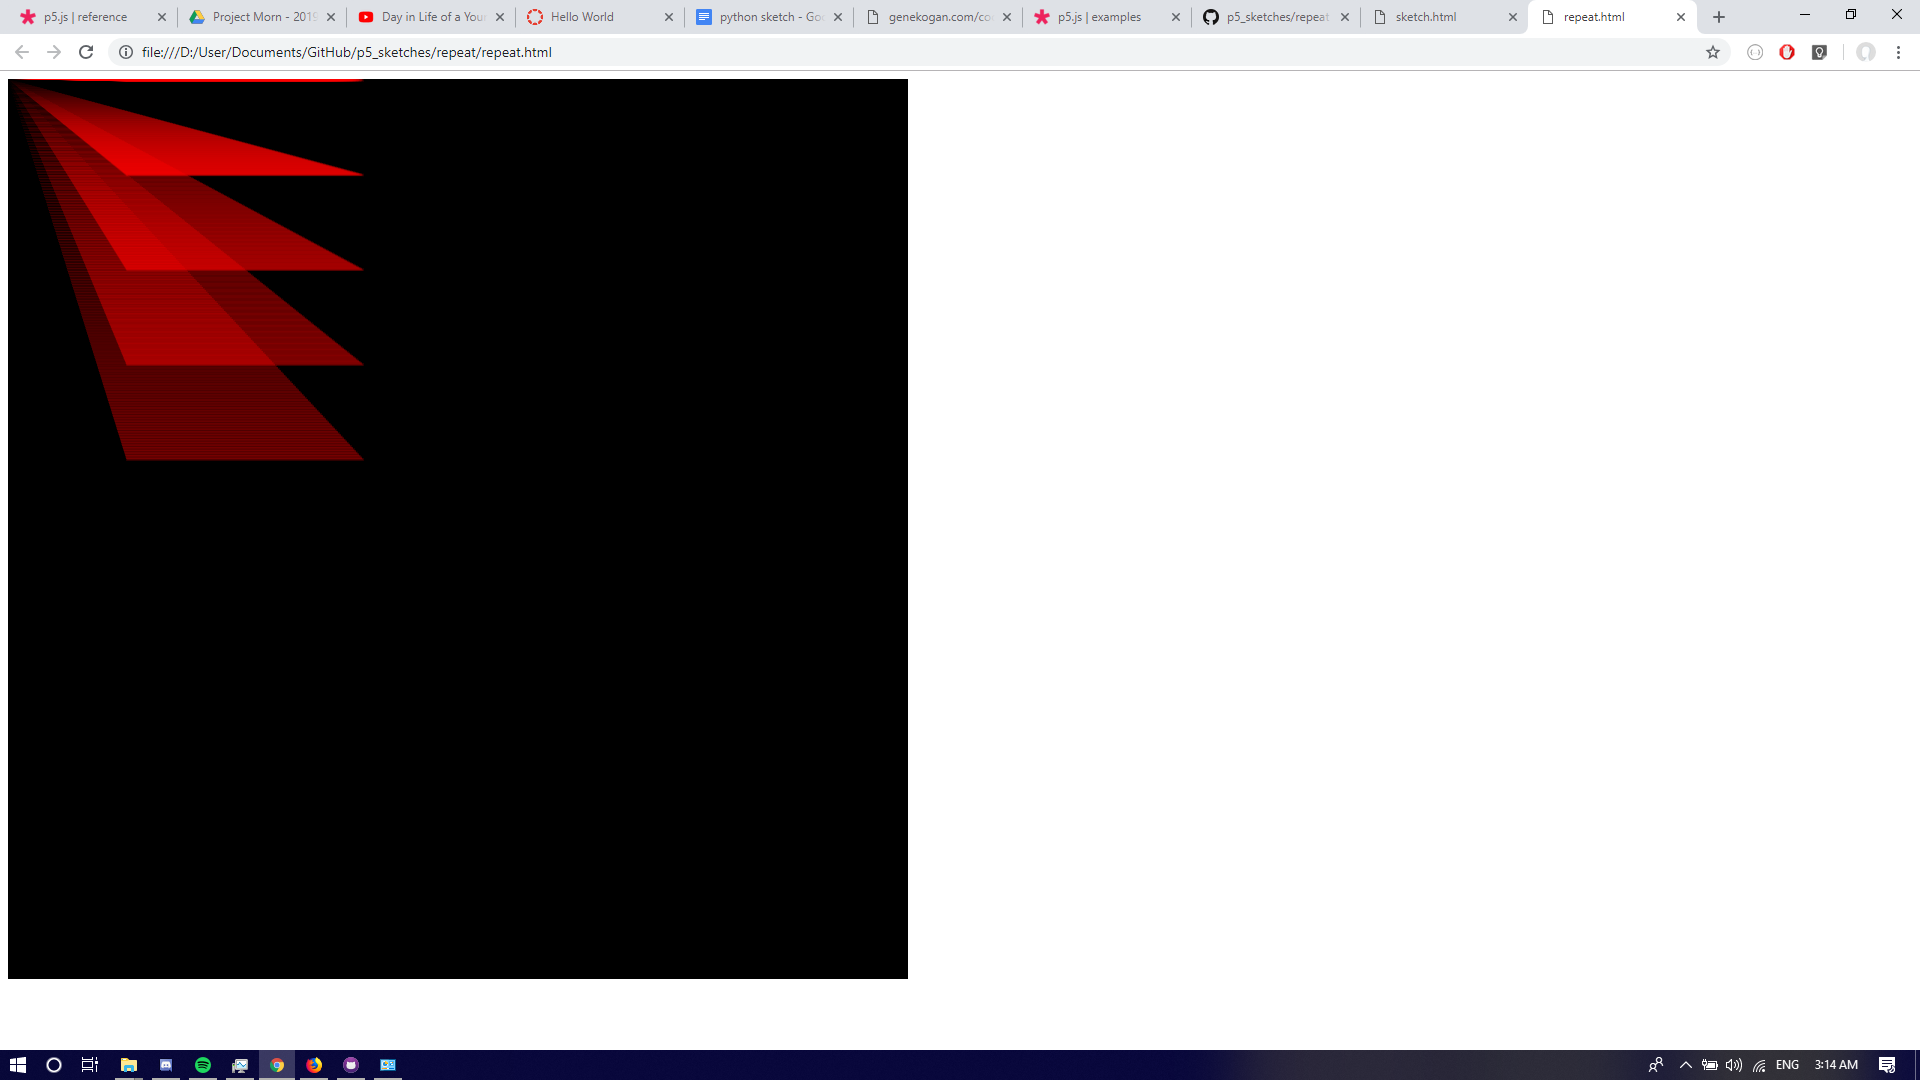 p5.js | reference
Project Morn - 2019
Day in Life of a Your
Hello World
python sketch - Goo
genekogan.com/co
p5.js | examples
p5_sketches/repeat
sketch.html
repeat.html
file:///D:/User/Documents/GitHub/p5_sketches/repeat/repeat.html
ENG
3:14 AM